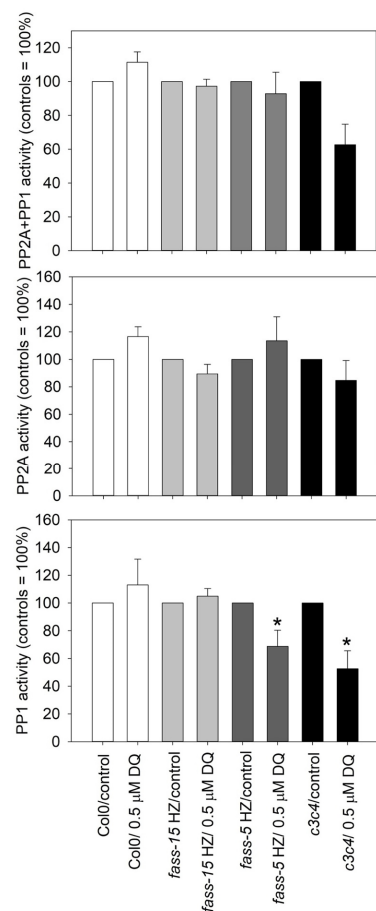 PP2A+PP1 activity (controls = 100%)
120
100
80
60
40
20
0
PP2A activity (controls = 100%)
160
140
120
100
80
60
40
20
0
PP1 activity (controls = 100%)
160
140
120
100
80
60
40
20
0
*
*
Col0/control
Col0/ 0.5 μM DQ
fass-15 HZ/control
fass-15 HZ/ 0.5 μM DQ
fass-5 HZ/control
fass-5 HZ/ 0.5 μM DQ
c3c4/control
c3c4/ 0.5 μM DQ